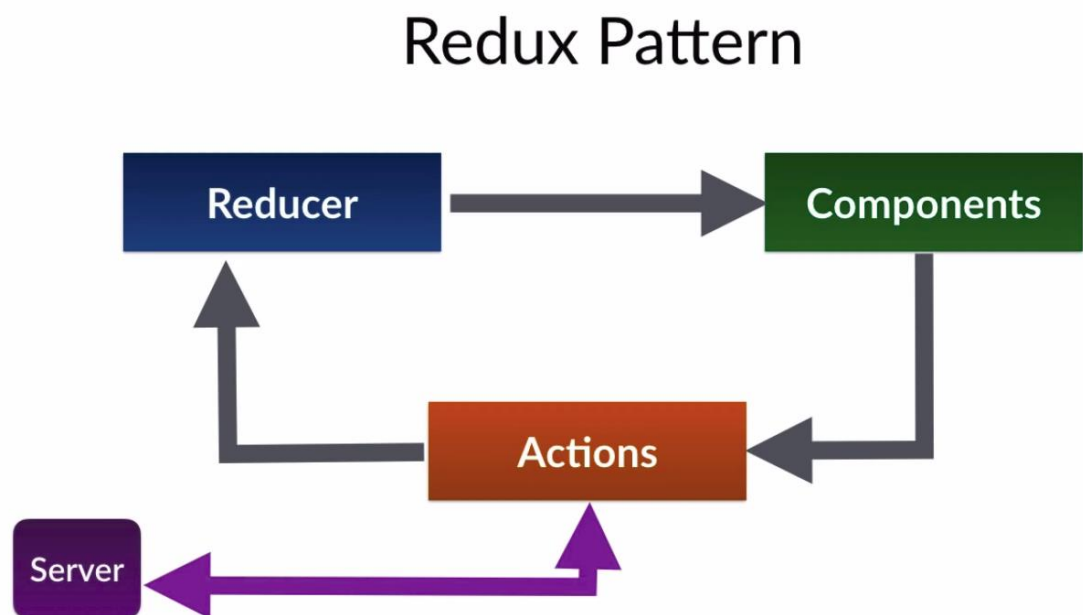 Redux Pattern
Reducer
Components
Actions
Server